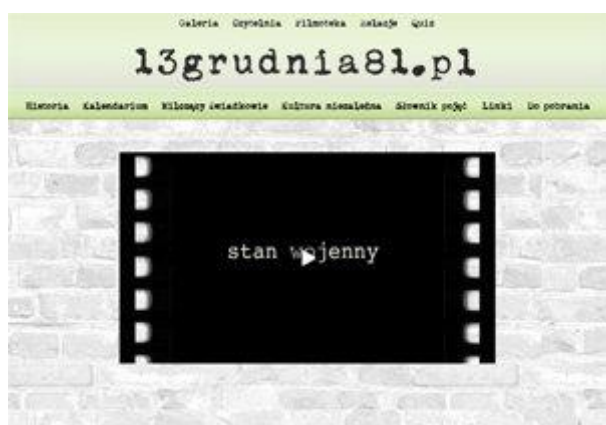 Galeria Czytelnia Filmoteka Relacje Quiz
13grudnia81.pl
Historia Kalendarium Milczący świadkowie Kultura niezależna Słownik pojęć Linki Do pobrania
stan wojenny